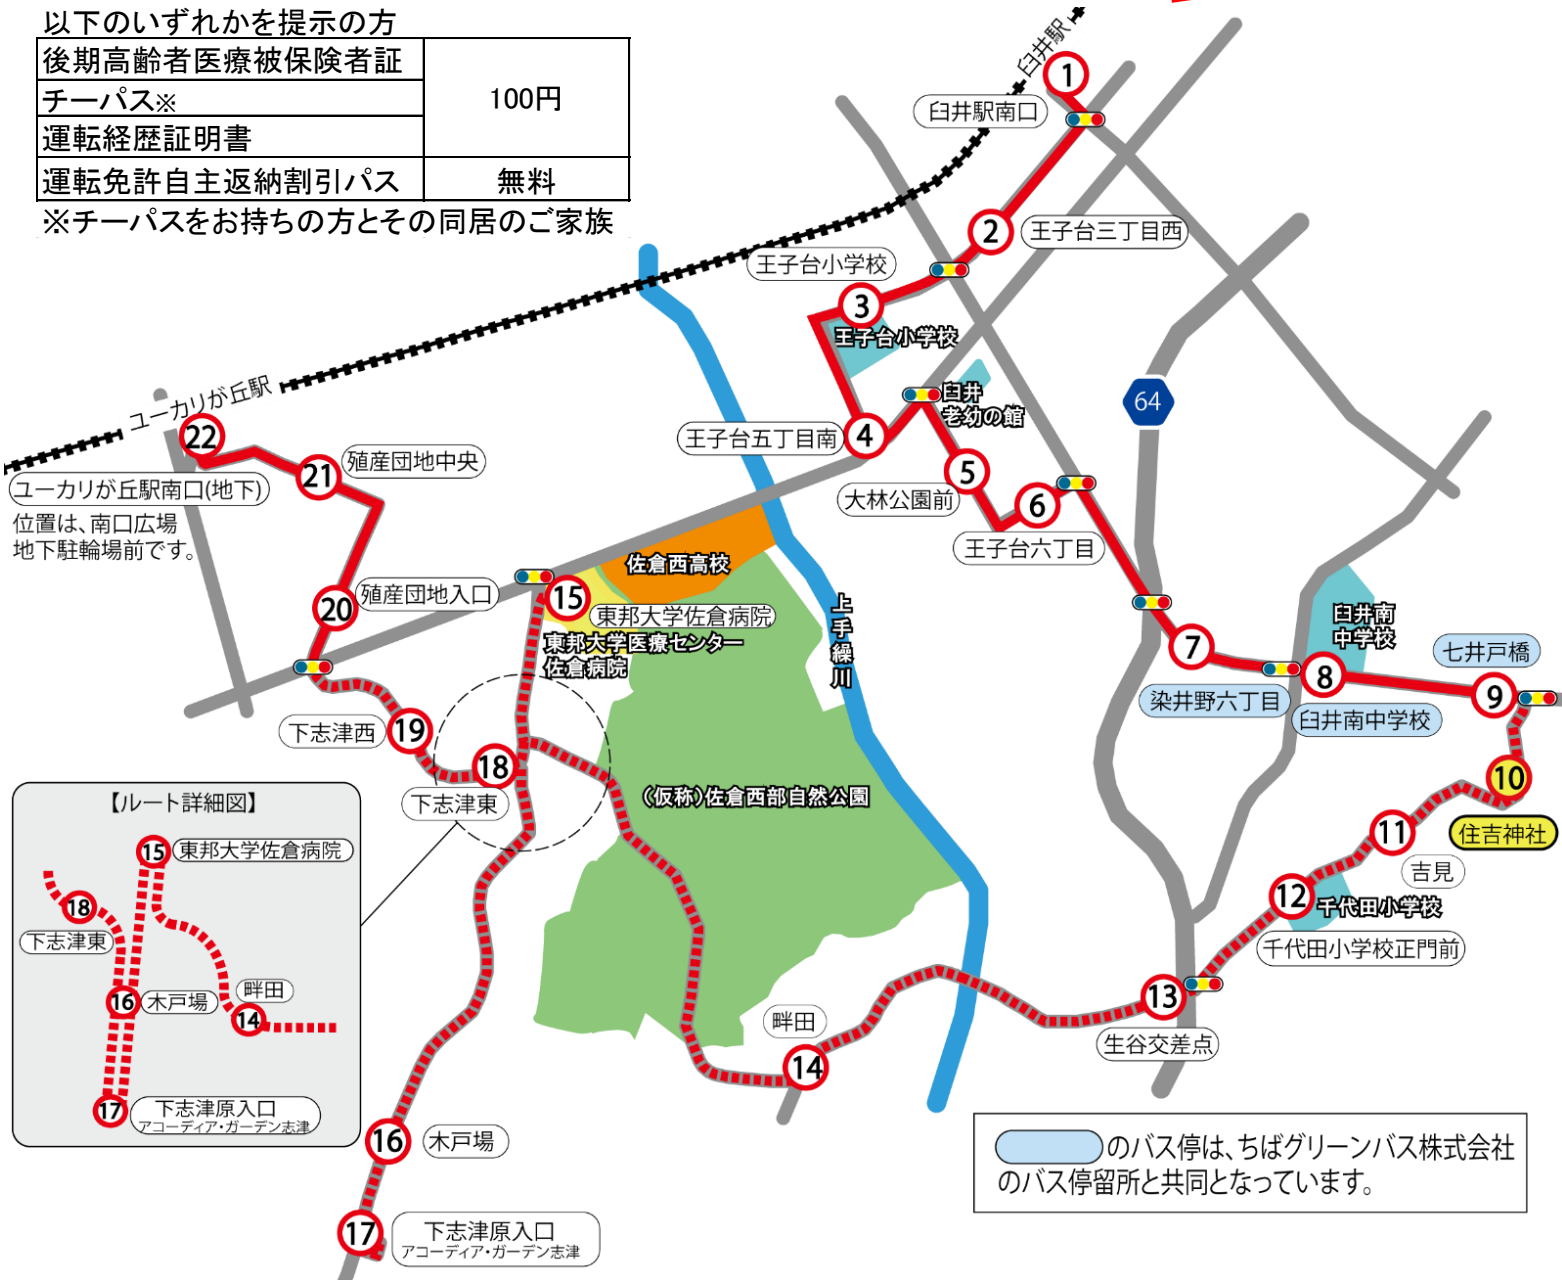 以下のいずれかを提示の方
後期高齢者医療被保険者証
チーパス※
100円
運転経歴証明書
運転免許自主返納割引パス
無料
※チーパスをお持ちの方とその同居のご家族
臼井駅
1
臼井駅南口
2
王子台三丁目西
王子台小学校
3
王子台小学校
64
臼井
老幼の館
ユーカリが丘駅
22
王子台五丁目南
4
21
殖産団地中央
5
ユーカリが丘駅南口(地下)
大林公園前
6
位置は、南口広場
地下駐輪場前です。
王子台六丁目
佐倉西高校
15
東邦大学佐倉病院
20
殖産団地入口
上手繰川
臼井南
中学校
東邦大学医療センター
佐倉病院
7
七井戸橋
8
9
染井野六丁目
臼井南中学校
下志津西
19
18
下志津東
10
(仮称)佐倉西部自然公園
11
住吉神社
吉見
【ルート詳細図】
15
東邦大学佐倉病院
18
下志津東
16
木戸場
畔田
14
17
下志津原入口
アコーディア・ガーデン志津
12
千代田小学校
千代田小学校正門前
13
生谷交差点
畔田
14
16
木戸場
17
下志津原入口
アコーディア・ガーデン志津
のバス停は、ちばグリーンバス株式会社
のバス停留所と共同となっています。